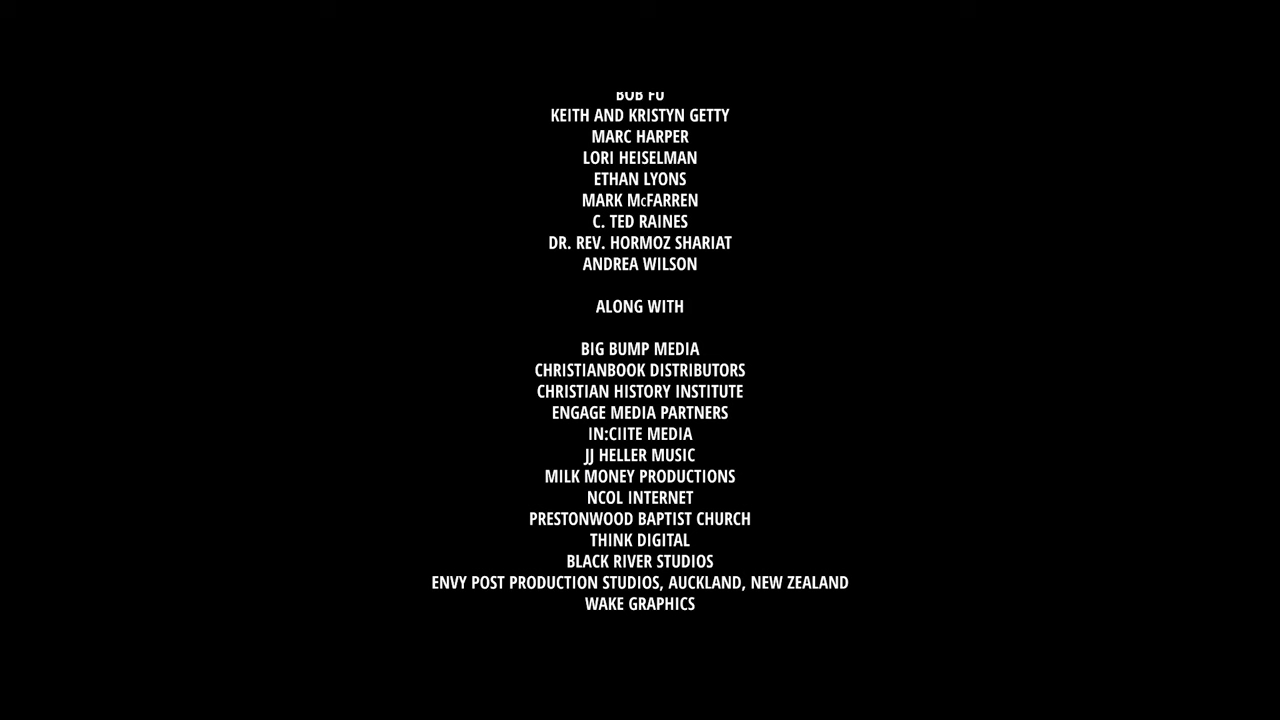 BOB FU
KEITH AND KRISTYN GETTY
MARC HARPER
LORI HEISELMAN
ETHAN LYONS
MARK McFARREN
C. TED RAINES
DR. REV. HORMOZ SHARIAT
ANDREA WILSON
ALONG WITH
BIG BUMP MEDIA
CHRISTIANBOOK DISTRIBUTORS
CHRISTIAN HISTORY INSTITUTE
ENGAGE MEDIA PARTNERS
IN:CIITE MEDIA
JJ HELLER MUSIC
MILK MONEY PRODUCTIONS
NCOL INTERNET
PRESTONWOOD BAPTIST CHURCH
THINK DIGITAL
BLACK RIVER STUDIOS
ENVY POST PRODUCTION STUDIOS, AUCKLAND, NEW ZEALAND
WAKE GRAPHICS